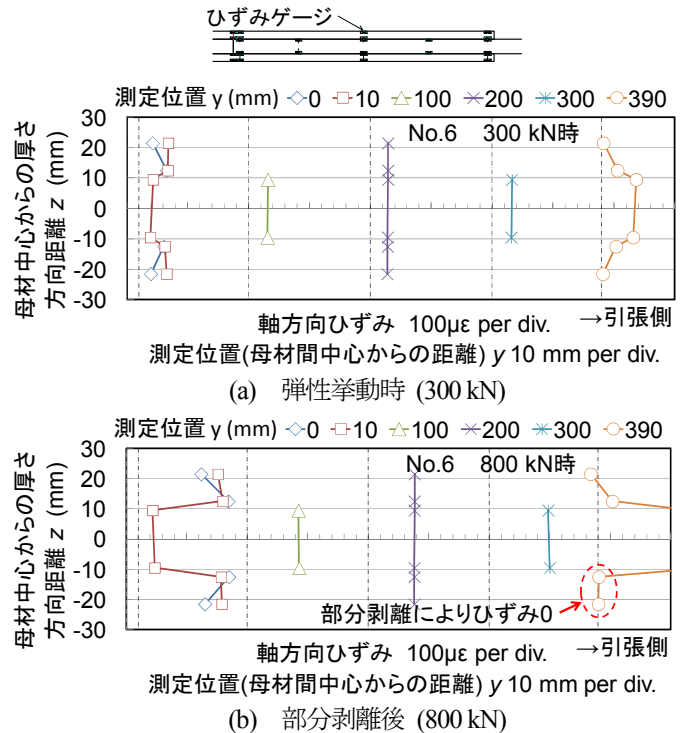 ひずみゲージ
測定位置 y (mm) 0 10 100 200 300 390
No.6 300 kN時
30
20
10
0
-10
-20
-30
母材中心からの厚さ
方向距離 z (mm)
軸方向ひずみ 100με per div. →引張側
測定位置(母材間中心からの距離) y 10 mm per div.
(a) 弾性挙動時 (300 kN)
測定位置 y (mm) 0 10 100 200 300 390
No.6 800 kN時
30
20
10
0
-10
-20
-30
母材中心からの厚さ
方向距離 z (mm)
部分剥離によりひずみ0
軸方向ひずみ 100με per div. →引張側
測定位置(母材間中心からの距離) y 10 mm per div.
(b) 部分剥離後 (800 kN)